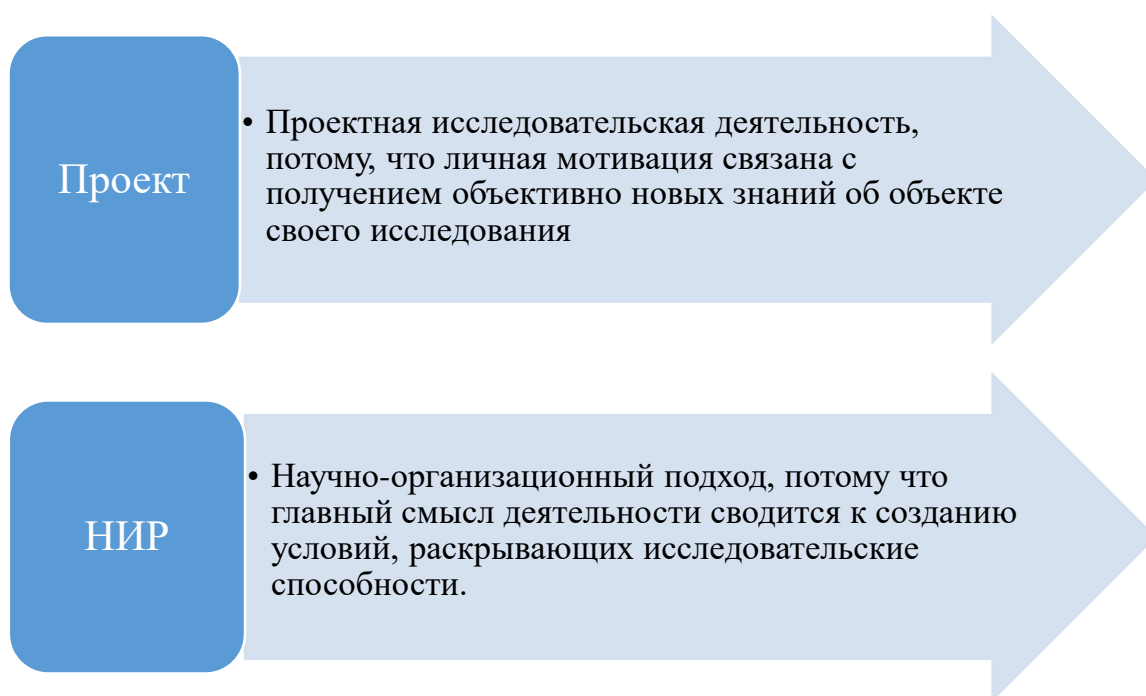 Проект
• Проектная исследовательская деятельность,
потому, что личная мотивация связана с
получением объективно новых знаний об объекте
своего исследования
НИР
• Научно-организационный подход, потому что
главный смысл деятельности сводится к созданию
условий, раскрывающих исследовательские
способности.